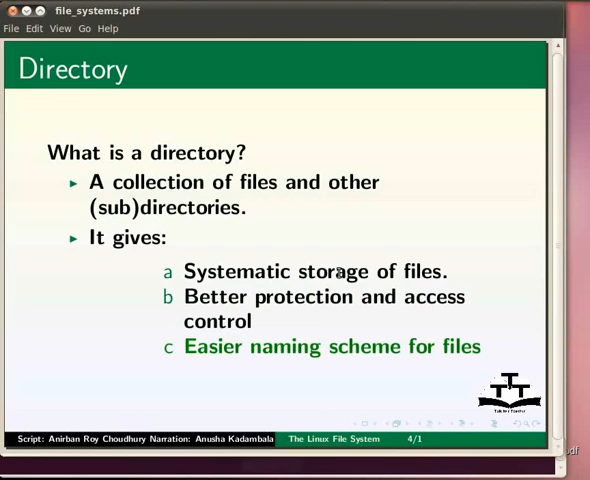 file_systems.pdf
File Edit View Go Help
Directory
What is a directory?
A collection of files and other
(sub)directories.
It gives:
a Systematic storage of files.
b Better protection and access
control
c Easier naming scheme for files
Script: Anirban Roy Choudhury Narration: Anusha Kadambala The Linux File System 4/1